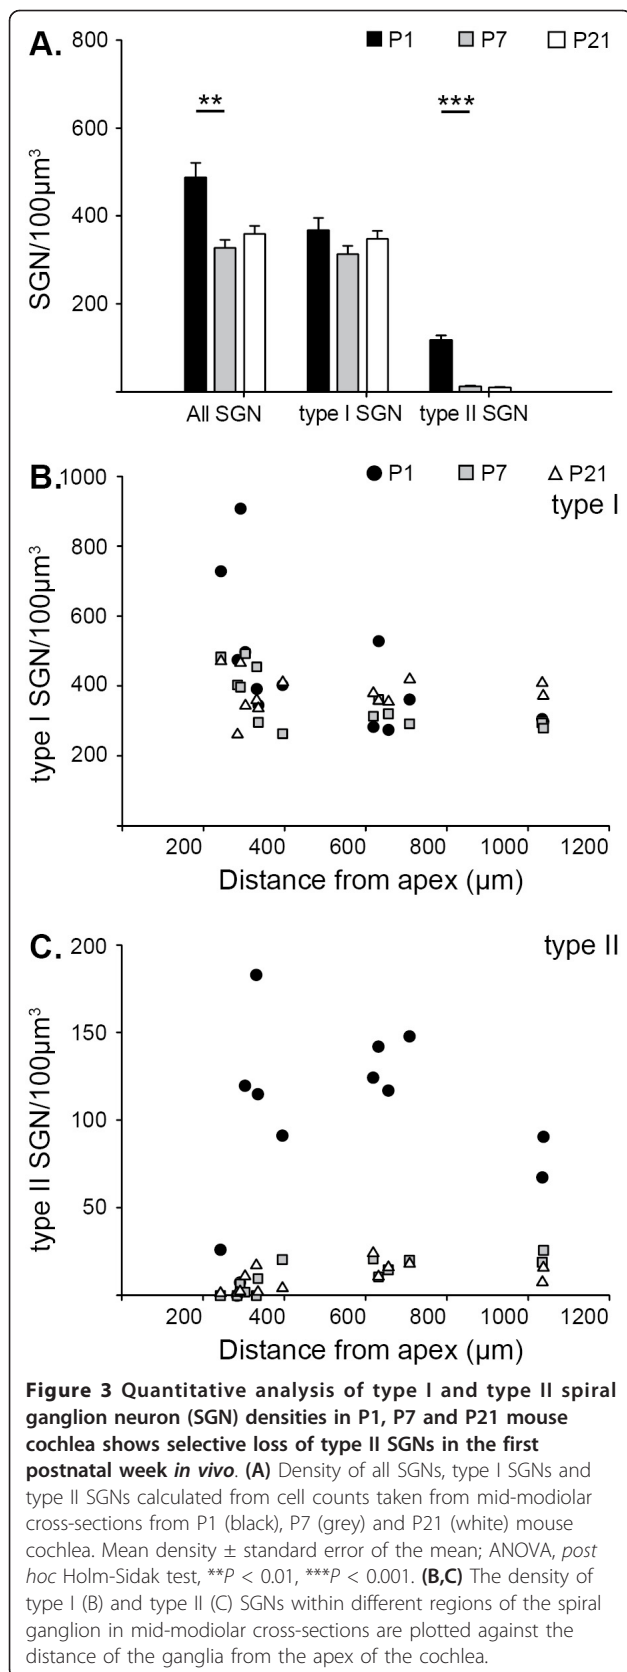 A.
P1 P7 P21
800
600
400
200
SGN/100µm³
** ***
All SGN type I SGN type II SGN
B.
P1 P7 P21
type I
1000
800
600
400
200
type I SGN/100µm³
200 400 600 800 1000 1200
Distance from apex (µm)
C.
type II
200
150
100
50
type II SGN/100µm³
200 400 600 800 1000 1200
Distance from apex (µm)
Figure 3 Quantitative analysis of type I and type II spiral
ganglion neuron (SGN) densities in P1, P7 and P21 mouse
cochlea shows selective loss of type II SGNs in the first
postnatal week in vivo. (A) Density of all SGNs, type I SGNs and
type II SGNs calculated from cell counts taken from mid-modiolar
cross-sections from P1 (black), P7 (grey) and P21 (white) mouse
cochlea. Mean density ± standard error of the mean; ANOVA, post
hoc Holm-Sidak test, **P < 0.01, ***P < 0.001. (B,C) The density of
type I (B) and type II (C) SGNs within different regions of the spiral
ganglion in mid-modiolar cross-sections are plotted against the
distance of the ganglia from the apex of the cochlea.